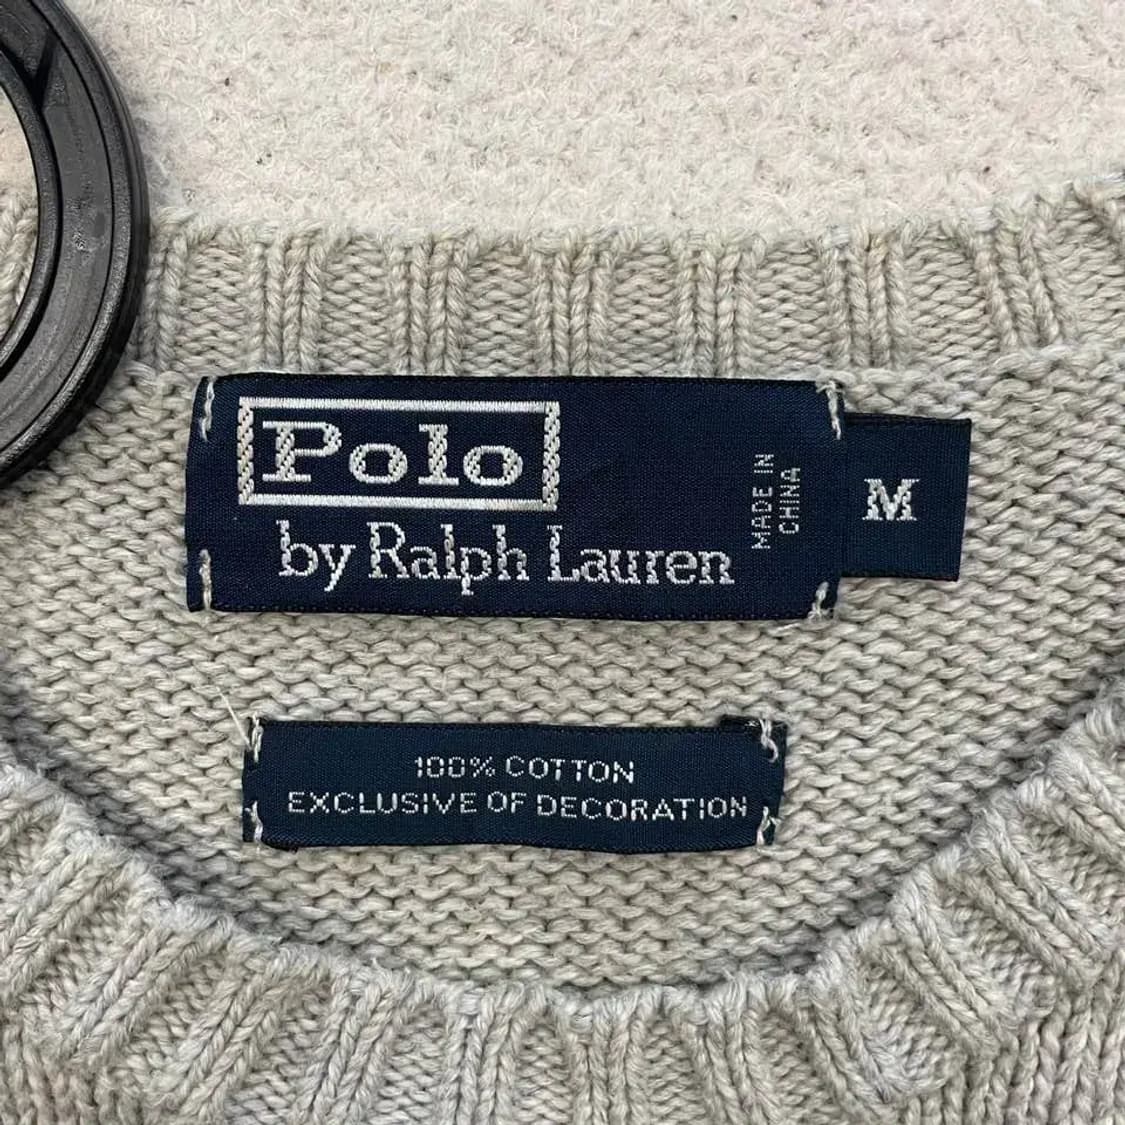 Polo
by Ralph Lauren
MADE IN
CHINA
M
100% COTTON
EXCLUSIVE OF DECORATION